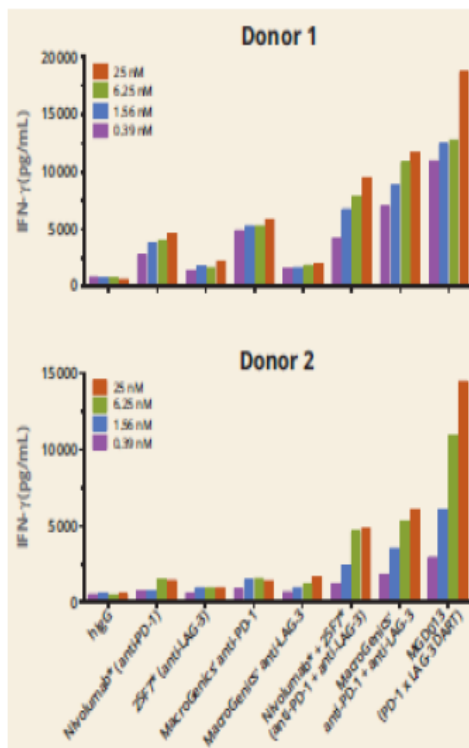 Donor 1
IFN-γ(pg/mL)
20000
15000
10000
5000
0
25 nM
6.25 nM
1.56 nM
0.39 nM
Donor 2
IFN-γ(pg/mL)
15000
10000
5000
0
25 nM
6.25 nM
1.56 nM
0.39 nM
hIgG
Nivolumab* (anti-PD-1)
25F7* (anti-LAG-3)
MacroGenics' anti-PD-1
MacroGenics' anti-LAG-3
Nivolumab* + 25F7*
(anti-PD-1 + anti-LAG-3)
MacroGenics'
anti-PD-1 + anti-LAG-3
MGD013
(PD-1 x LAG-3 DART)